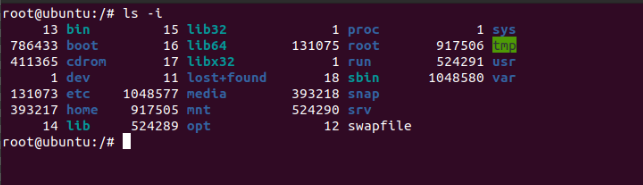 root@ubuntu:/# ls -i
     13 bin        15 lib32           1 proc         1 sys
 786433 boot       16 lib64      131075 root    917506 tmp
 411365 cdrom      17 libx32          1 run     524291 usr
      1 dev        11 lost+found     18 sbin   1048580 var
 131073 etc   1048577 media      393218 snap
 393217 home   917505 mnt        524290 srv
     14 lib    524289 opt            12 swapfile
root@ubuntu:/#